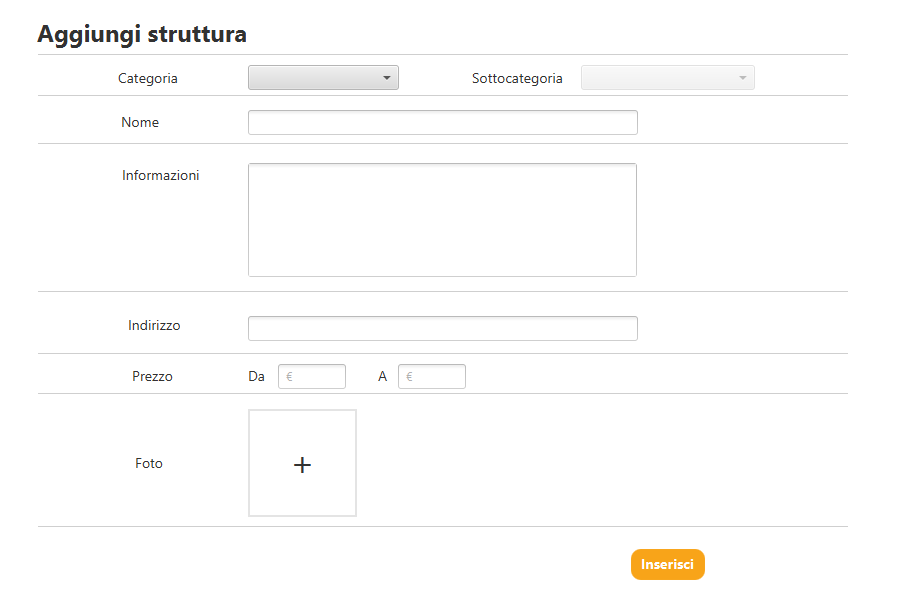 Aggiungi struttura
Categoria Sottocategoria
Nome
Informazioni
Indirizzo
Prezzo Da € A €
Foto +
Inserisci